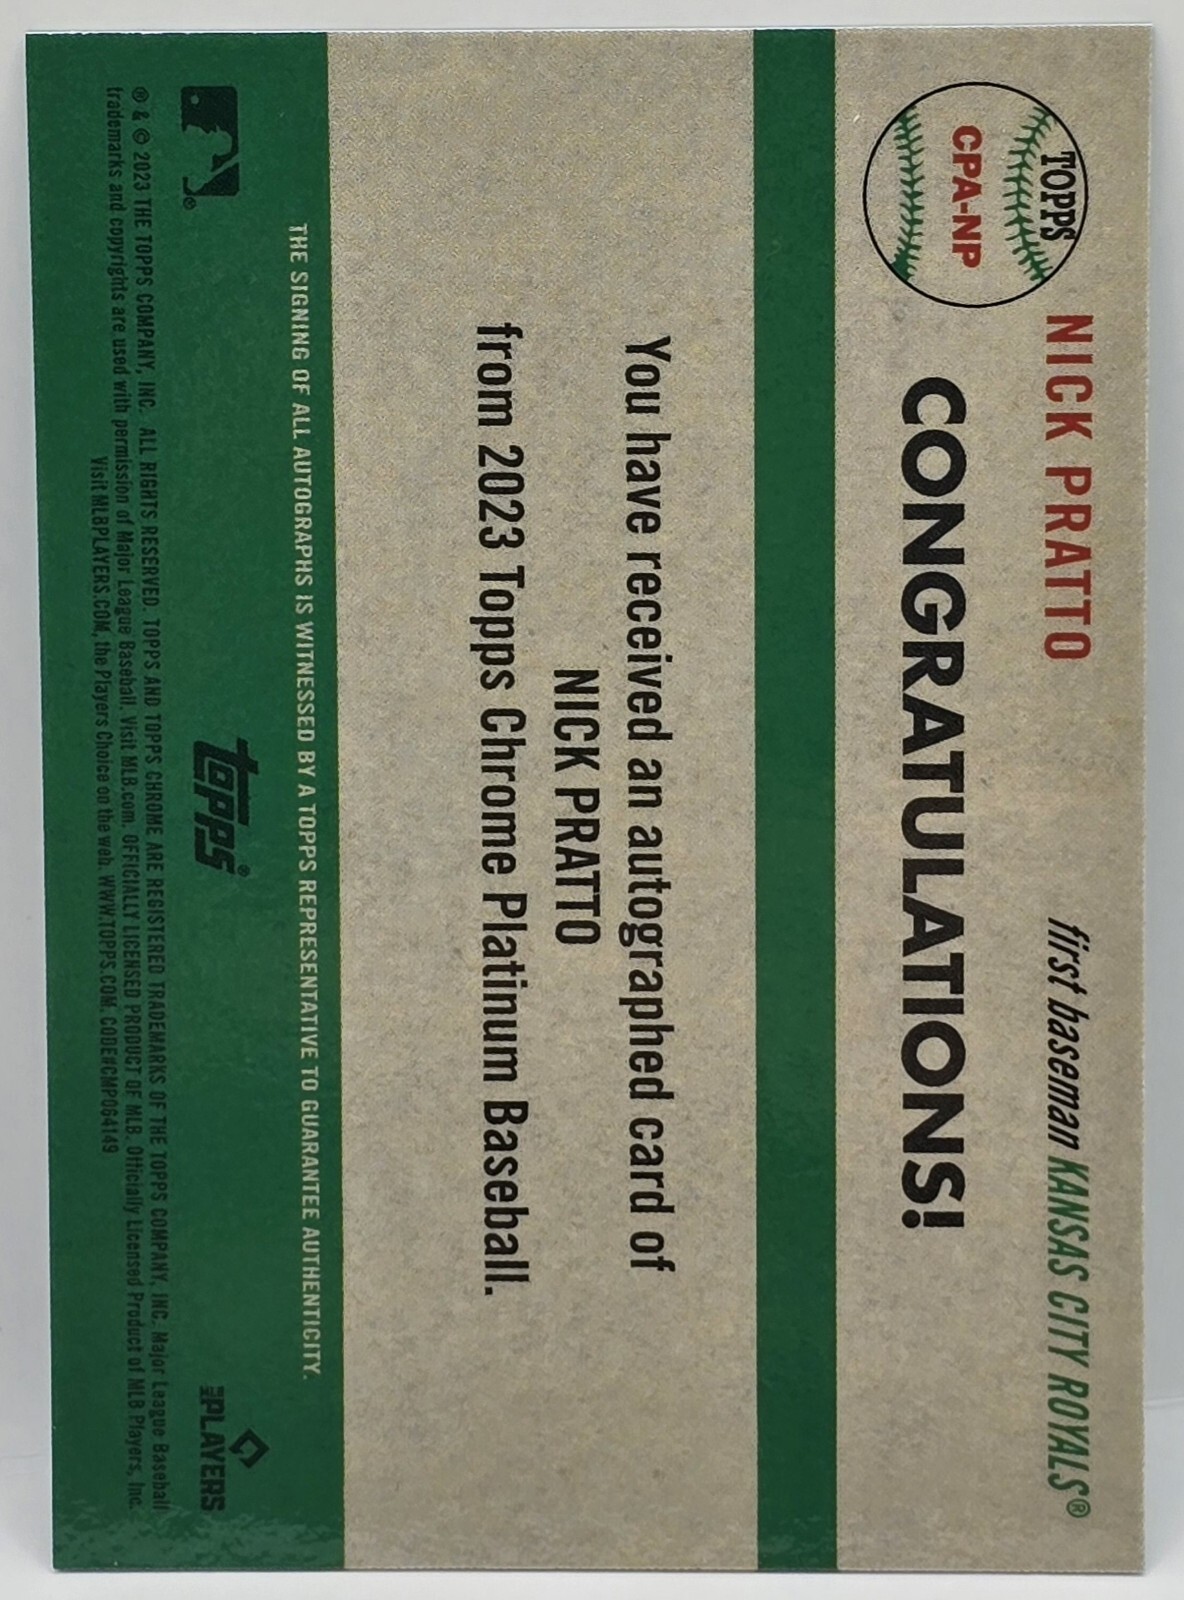 TOPPS
CPA-NP
NICK PRATTO
first baseman KANSAS CITY ROYALS®
CONGRATULATIONS!
You have received an autographed card of
NICK PRATTO
from 2023 Topps Chrome Platinum Baseball.
THE SIGNING OF ALL AUTOGRAPHS IS WITNESSED BY A TOPPS REPRESENTATIVE TO GUARANTEE AUTHENTICITY.
®
topps®
MLB PLAYERS
® & © 2023 THE TOPPS COMPANY, INC. ALL RIGHTS RESERVED. TOPPS AND TOPPS CHROME ARE REGISTERED TRADEMARKS OF THE TOPPS COMPANY, INC. Major League Baseball
trademarks and copyrights are used with permission of Major League Baseball. Visit MLB.com. OFFICIALLY LICENSED PRODUCT OF MLB. Officially Licensed Product of MLB Players, Inc.
Visit MLBPLAYERS.COM, the Players Choice on the web. WWW.TOPPS.COM. CODE#CMP064149